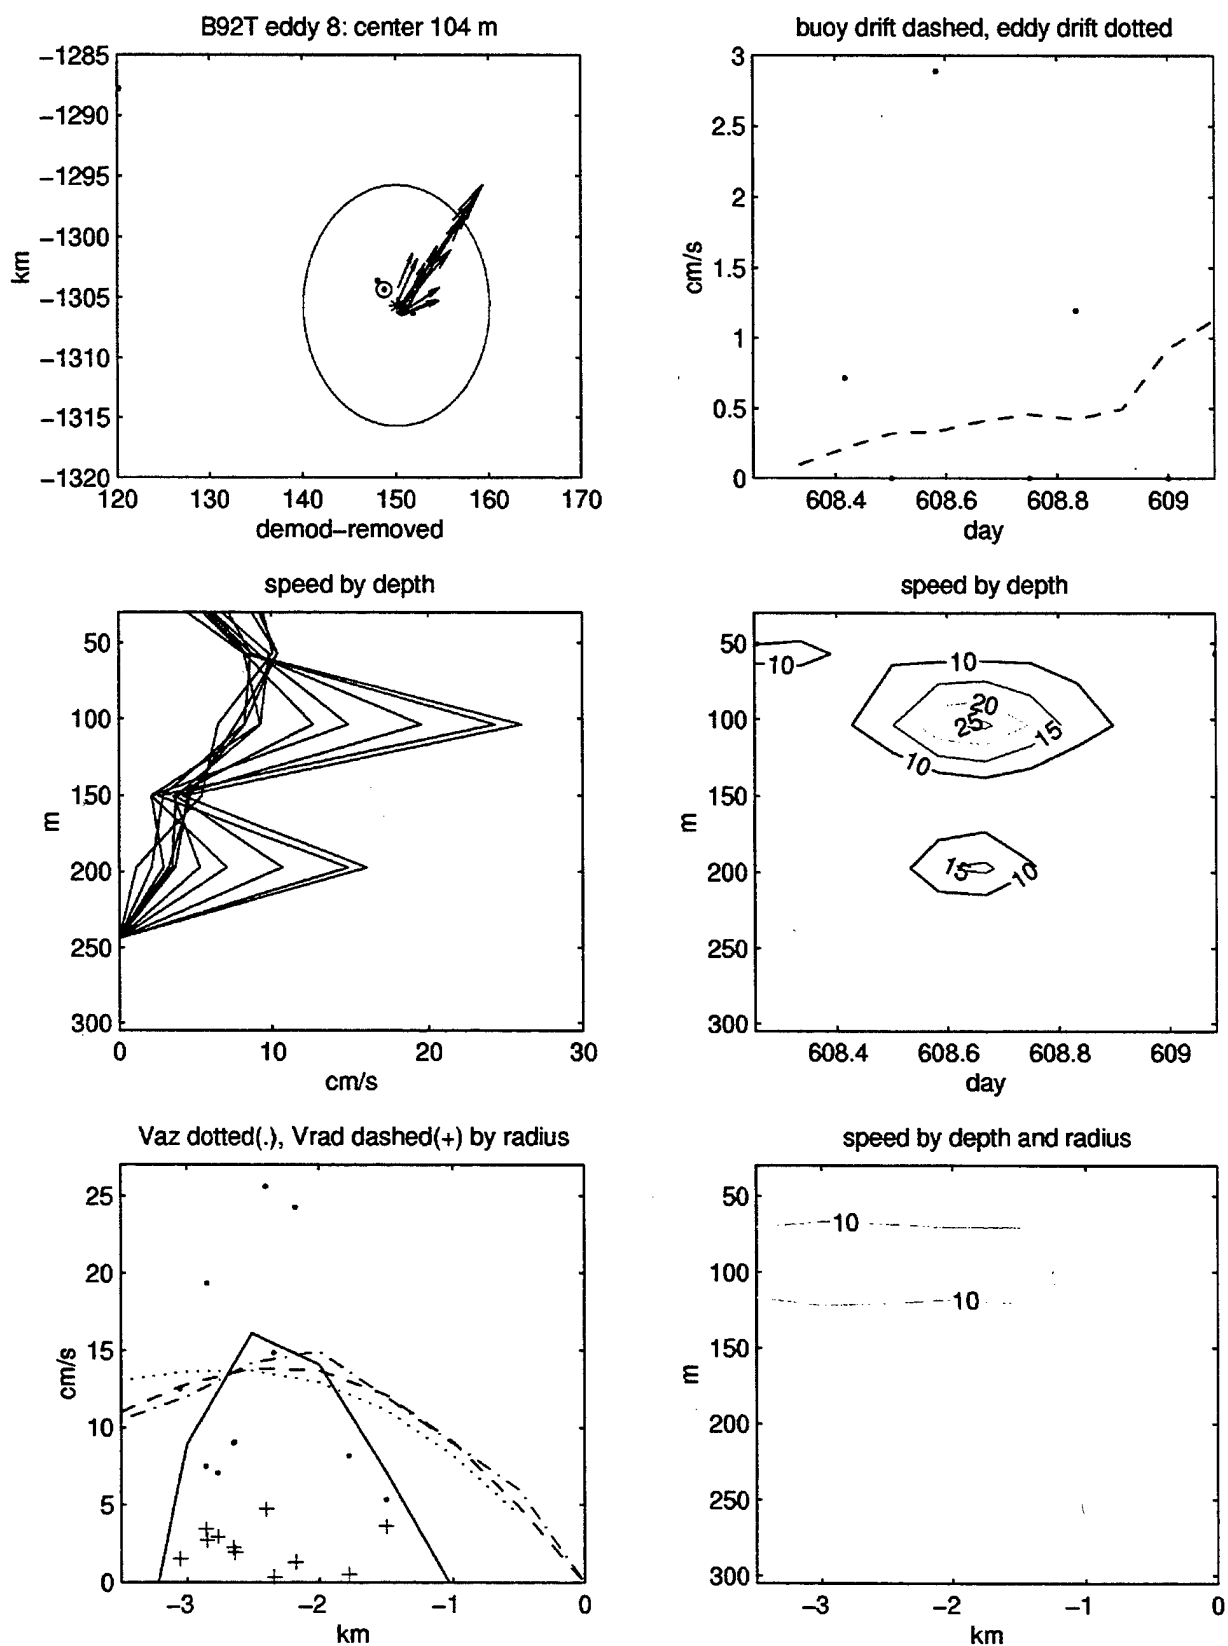 B92T eddy 8: center 104 m
−1285
−1290
−1295
−1300
−1305
−1310
−1315
−1320
km
120 130 140 150 160 170
demod−removed
buoy drift dashed, eddy drift dotted
3
2.5
2
1.5
1
0.5
0
cm/s
608.4 608.6 608.8 609
day
speed by depth
50
100
150
200
250
300
m
0 10 20 30
cm/s
speed by depth
50
100
150
200
250
300
m
10
10
20
25
15
10
15
10
608.4 608.6 608.8 609
day
Vaz dotted(.), Vrad dashed(+) by radius
25
20
15
10
5
0
cm/s
−3 −2 −1 0
km
speed by depth and radius
50
100
150
200
250
300
m
10
10
−3 −2 −1 0
km